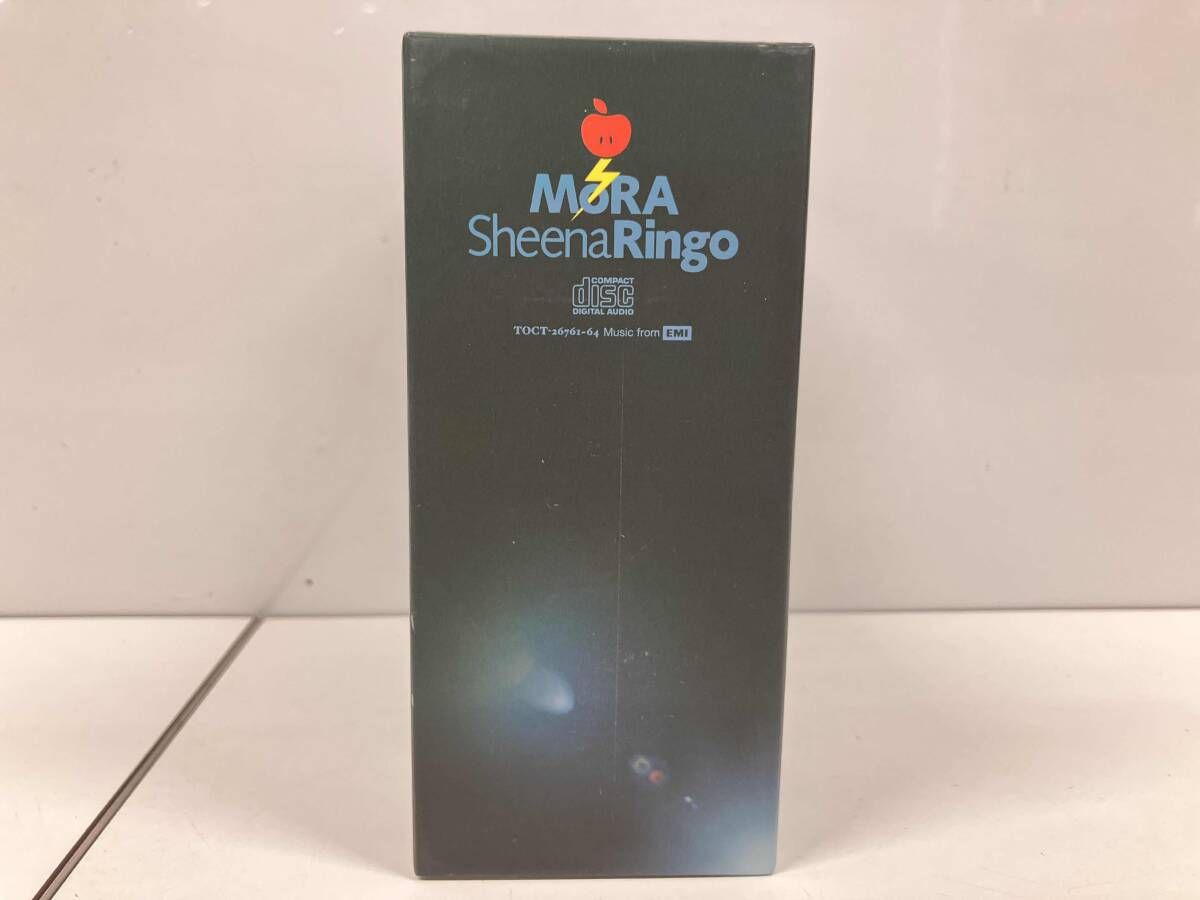 MoRA
SheenaRingo
COMPACT
disc
DIGITAL AUDIO
TOCT-26761-64 Music from EMI